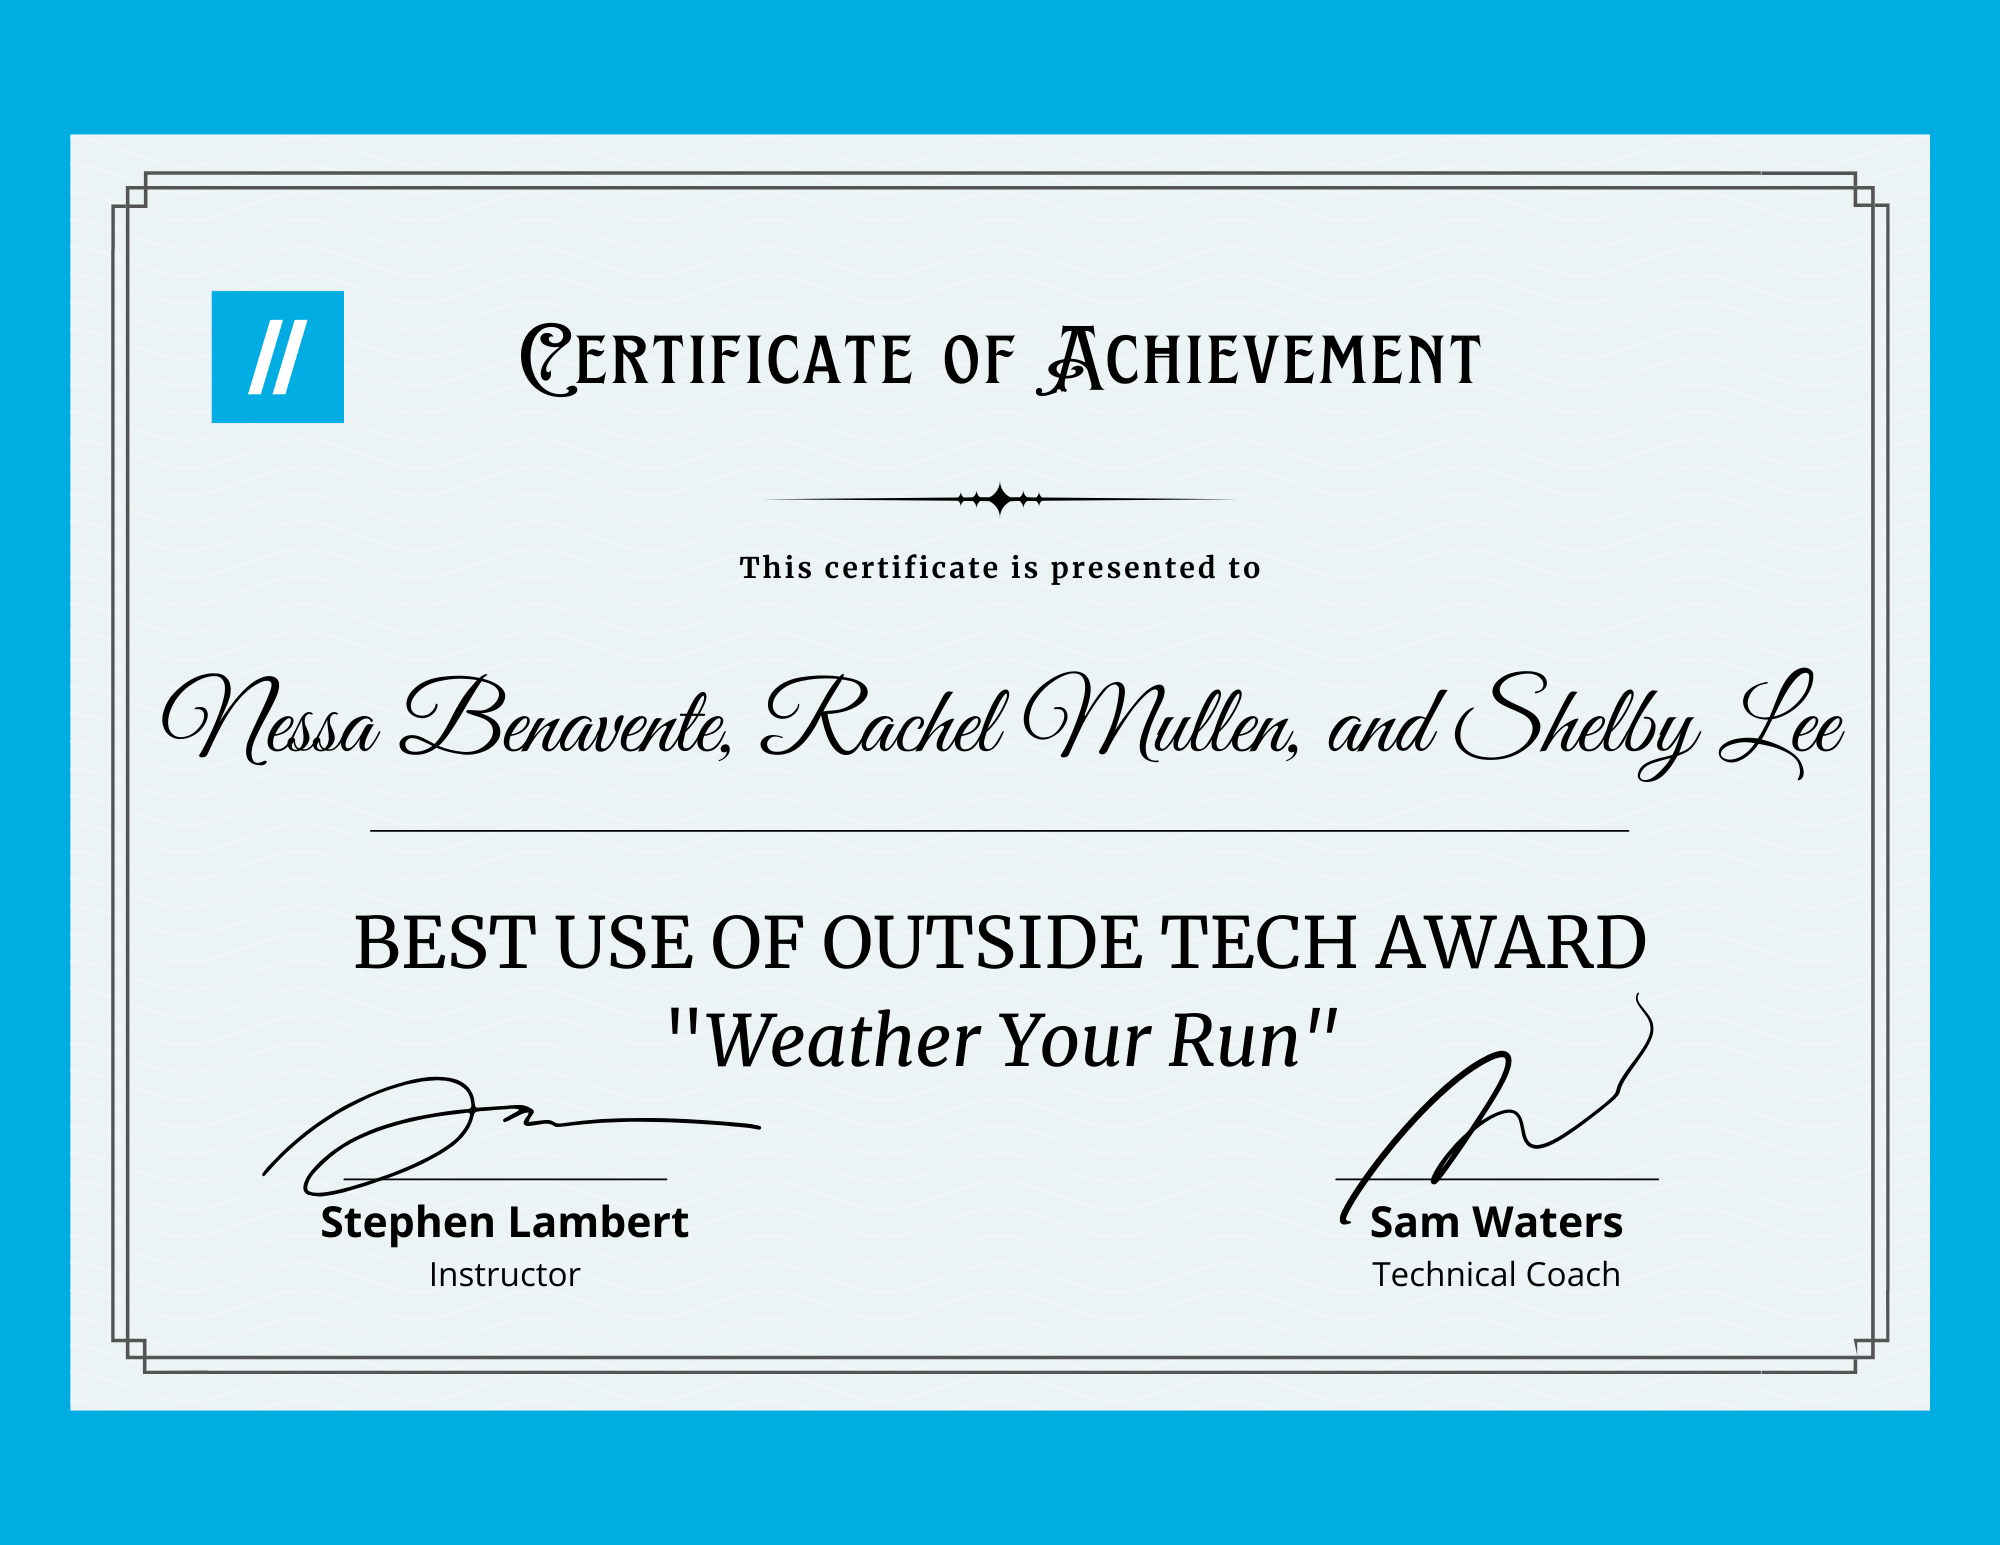 //
Certificate of Achievement
This certificate is presented to
Nessa Benavente, Rachel Mullen, and Shelby Lee
BEST USE OF OUTSIDE TECH AWARD
"Weather Your Run"
Stephen Lambert
Instructor
Sam Waters
Technical Coach